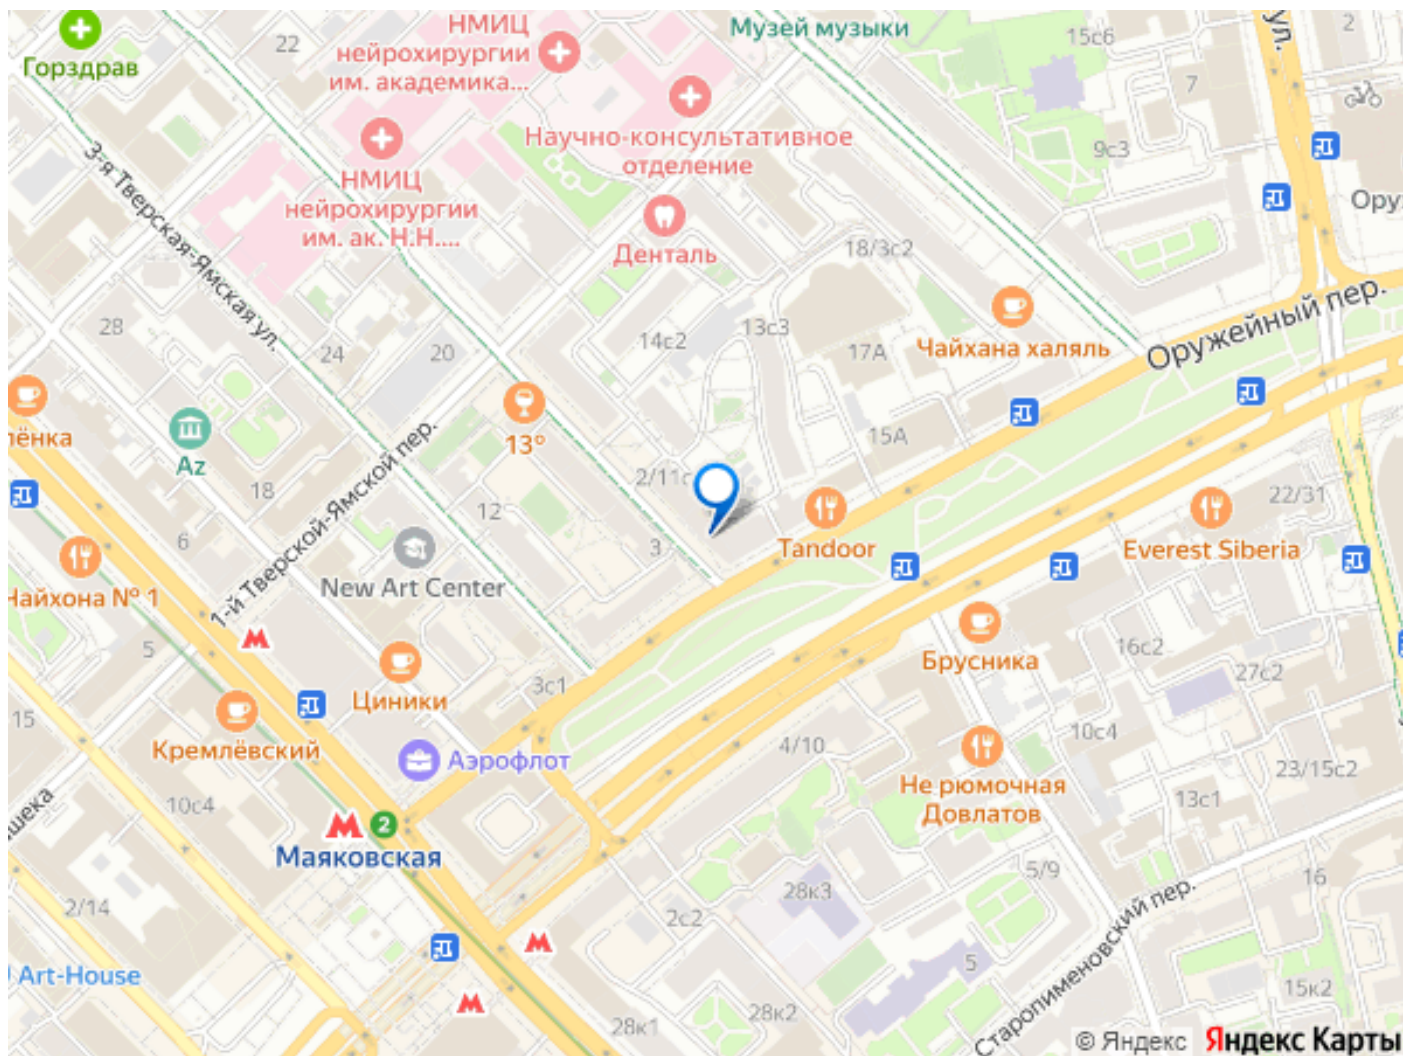 Горздрав
22
НМИЦ
нейрохирургии
им. академика...
Музей музыки
15с6
ул.
2
7
Научно-консультативное
отделение
9с3
НМИЦ
нейрохирургии
им. ак. Н.Н....
3-я Тверская-Ямская ул.
Денталь
18/3с2
Ору
28
24
20
14с2
13с3
17А
Чайхана халяль
Оружейный пер.
лёнка
Az
13°
15А
18
1-й Тверской-Ямской пер.
2/11с
12
6
3
Tandoor
22/31
Everest Siberia
Чайхона № 1
New Art Center
5
Брусника
16с2
27с2
Циники
3с1
15
Кремлёвский
Аэрофлот
4/10
10с4
23/15с2
Не рюмочная
Довлатов
13с1
10с4
шека
2
Маяковская
5/9
16
28к3
2/14
2с2
Старопименовский пер.
Art-House
5
15к2
28к2
28к1
© Яндекс Яндекс Карты